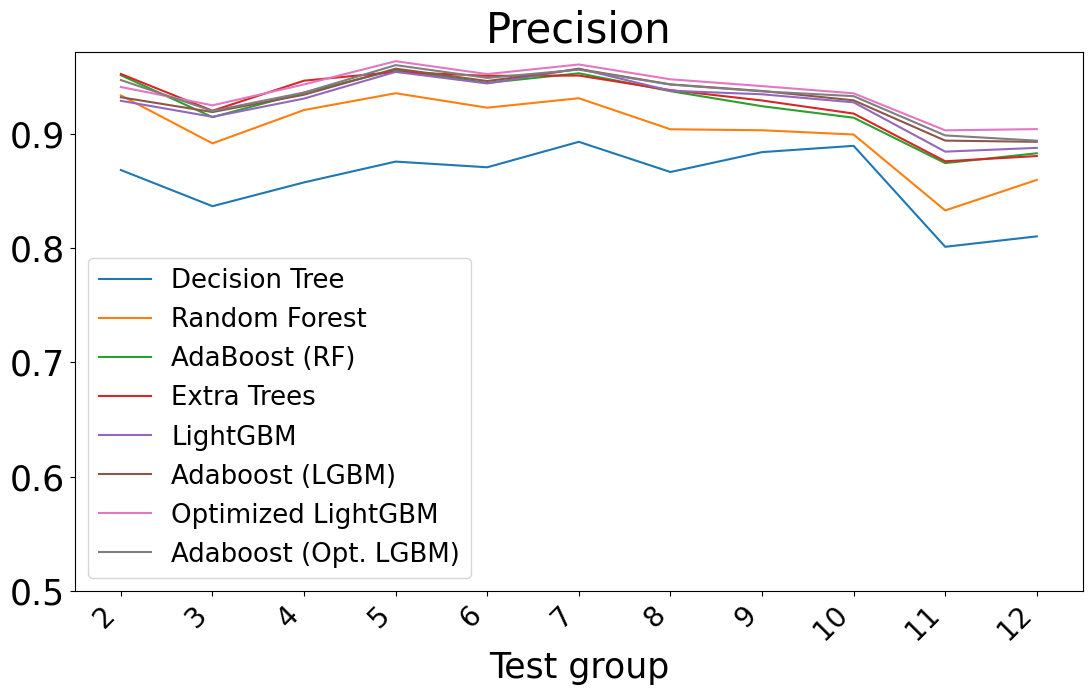 Precision
0.9
0.8
0.7
0.6
0.5
Decision Tree
Random Forest
AdaBoost (RF)
Extra Trees
LightGBM
Adaboost (LGBM)
Optimized LightGBM
Adaboost (Opt. LGBM)
2 3 4 5 6 7 8 9 10 11 12
Test group